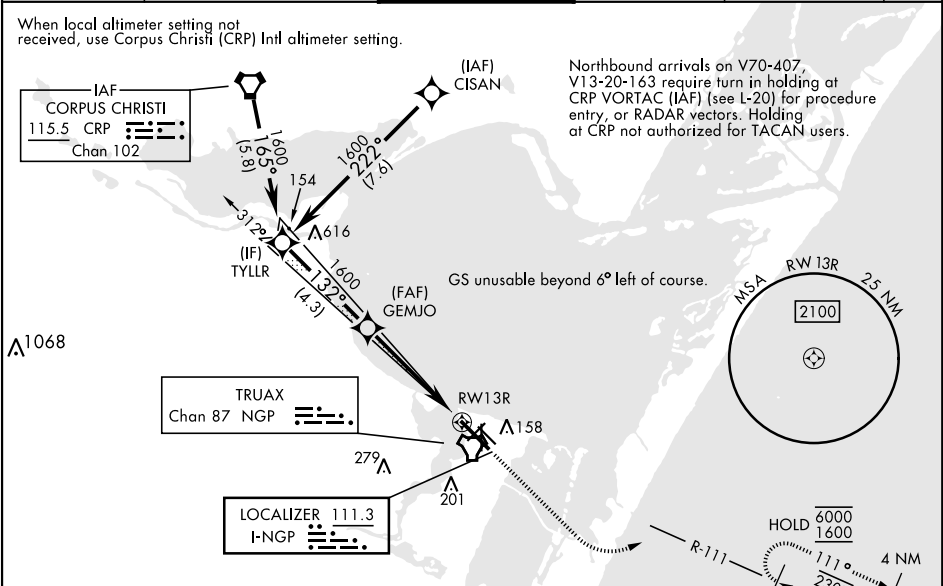 When local altimeter setting not
received, use Corpus Christi (CRP) Intl altimeter setting.
IAF
CORPUS CHRISTI
115.5 CRP
Chan 102
(IAF)
CISAN
Northbound arrivals on V70-407,
V13-20-163 require turn in holding at
CRP VORTAC (IAF) (see L-20) for procedure
entry, or RADAR vectors. Holding
at CRP not authorized for TACAN users.
1600
165°
(5.8)
1600
222°
(7.6)
154
312°
616
(IF)
TYLLR
1600
132°
(4.3)
(FAF)
GEMJO
GS unusable beyond 6° left of course.
MSA RW 13R 25 NM
2100
1068
TRUAX
Chan 87 NGP
RW13R
158
279
201
LOCALIZER 111.3
I-NGP
R-111
HOLD 6000
1600
111°
4 NM